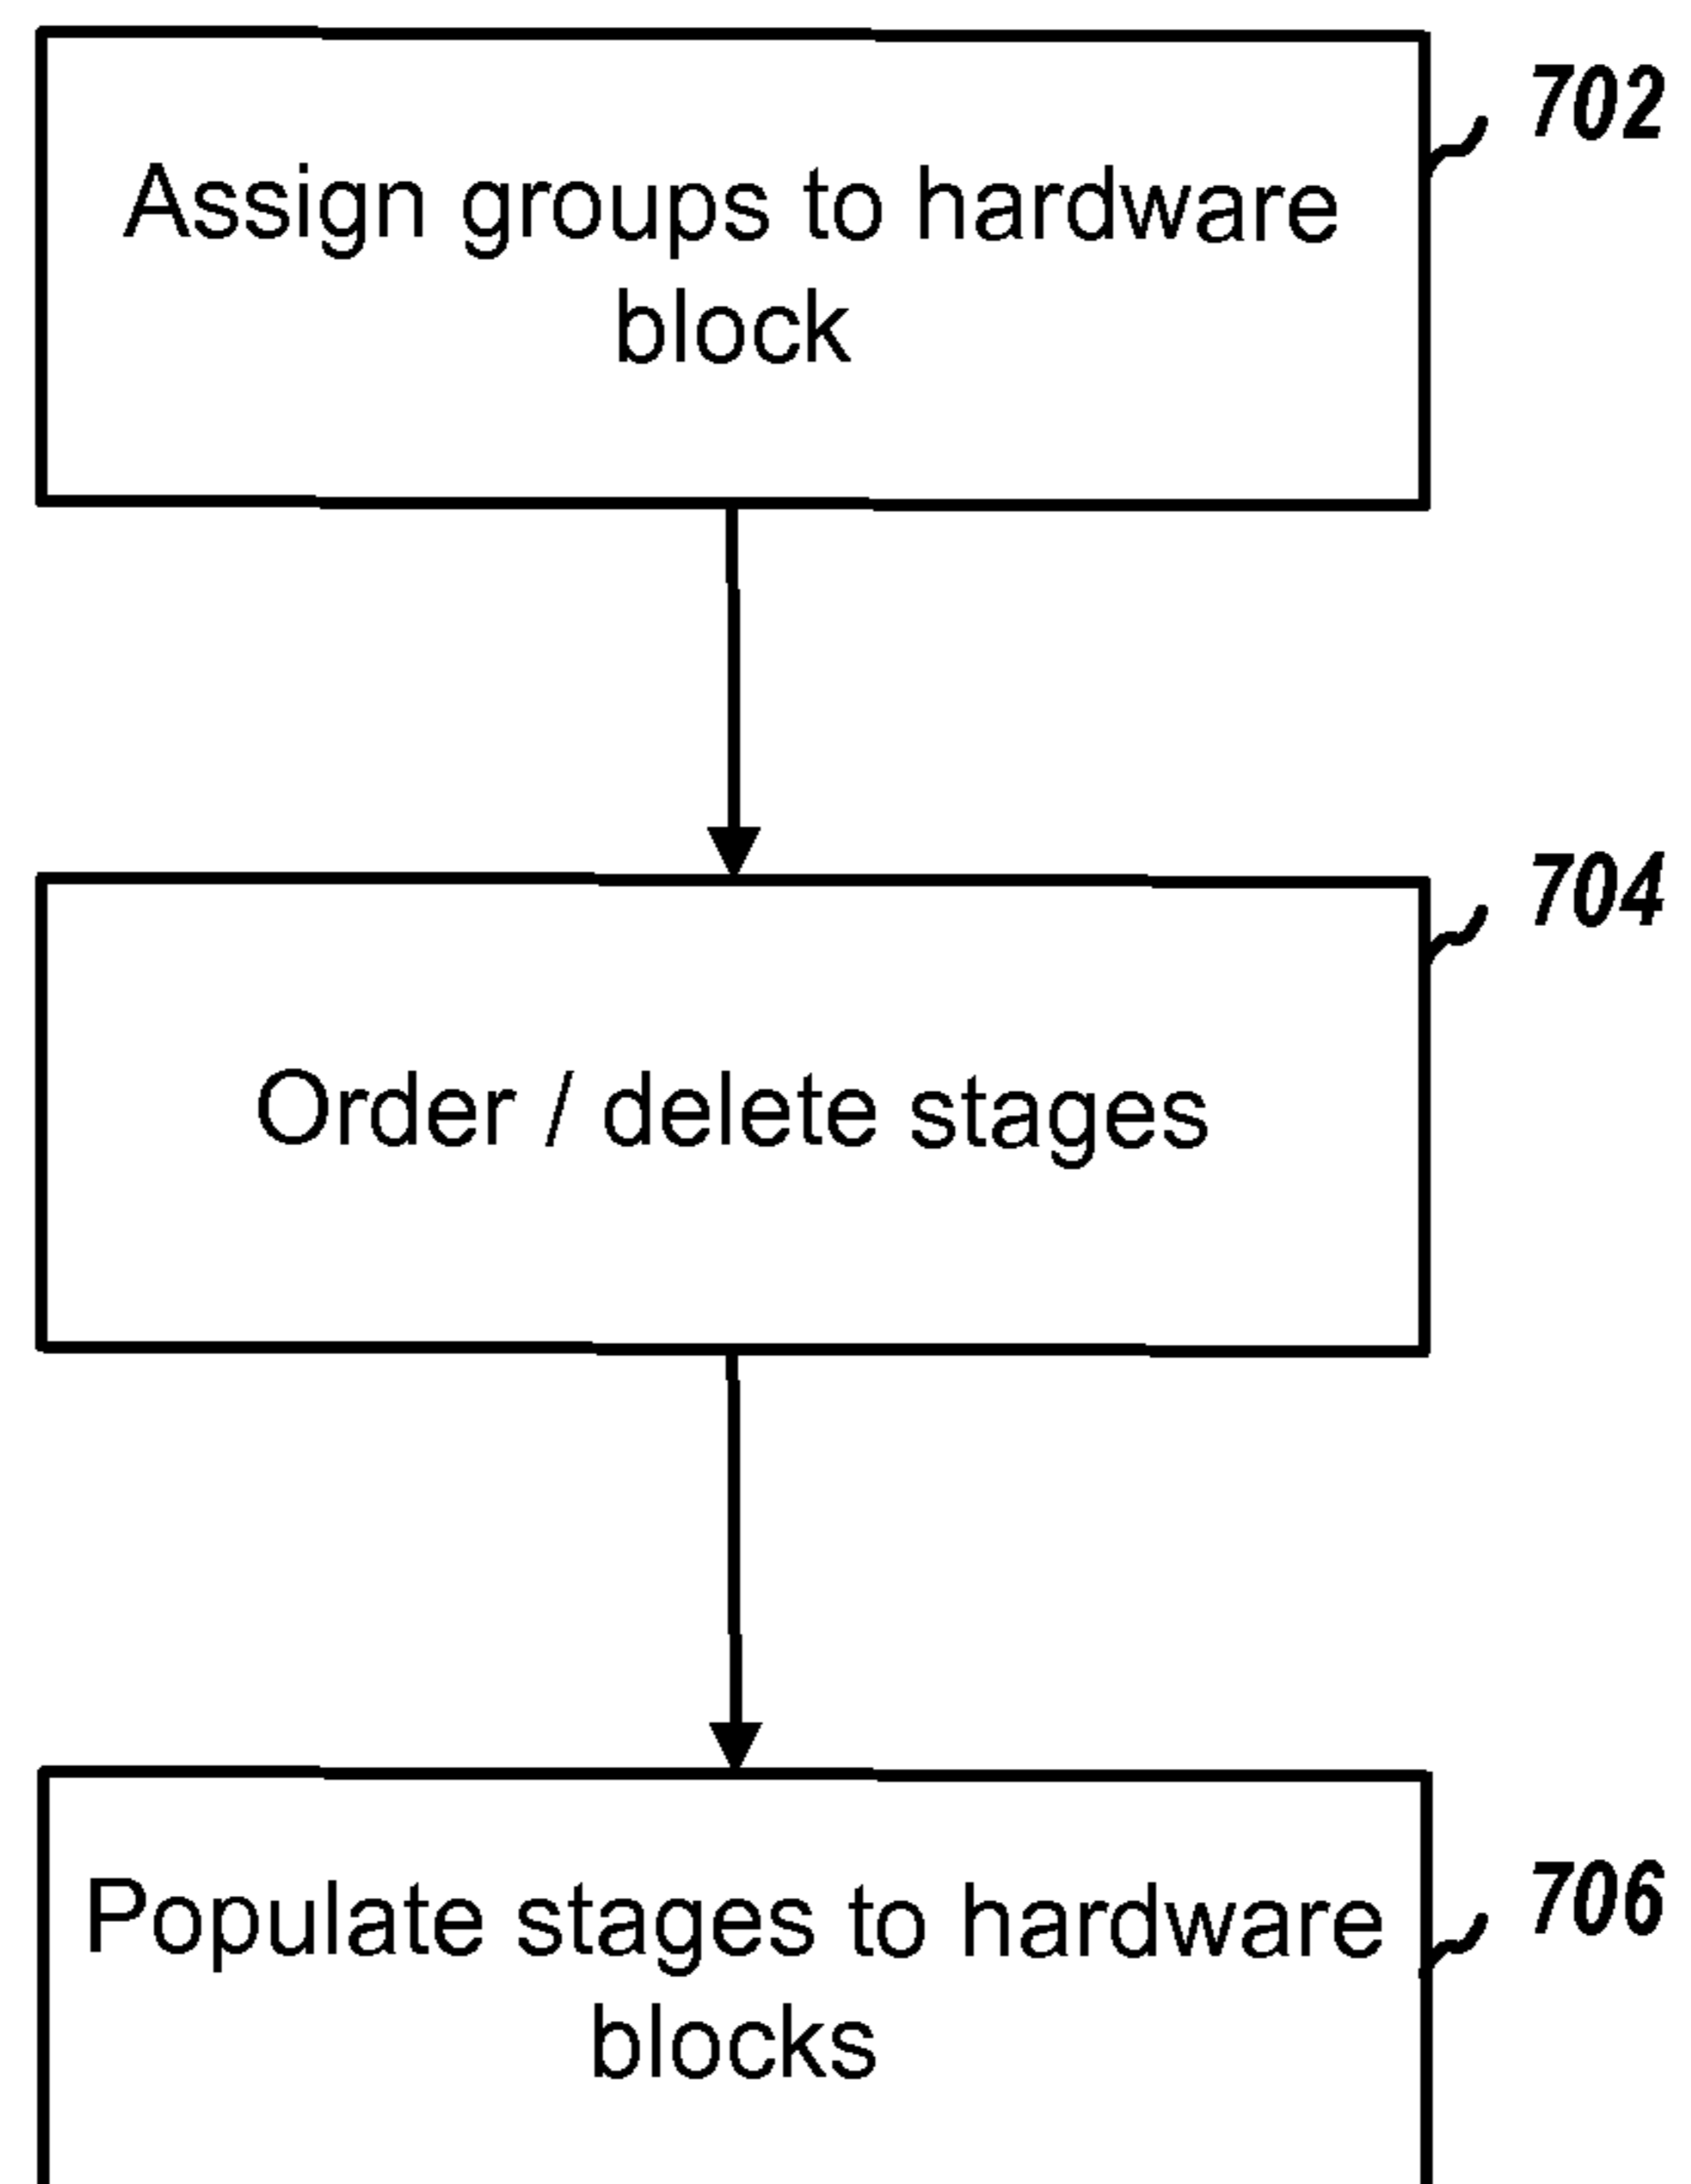 702
Assign groups to hardware
block
704
Order / delete stages
706
Populate stages to hardware
blocks